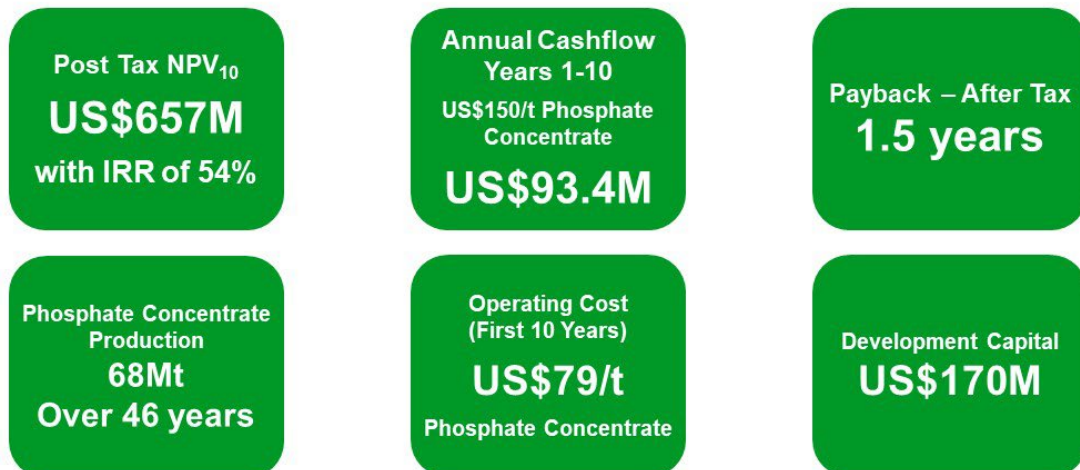 Post Tax NPV10
US$657M
with IRR of 54%
Annual Cashflow
Years 1-10
US$150/t Phosphate
Concentrate
US$93.4M
Payback – After Tax
1.5 years
Phosphate Concentrate
Production
68Mt
Over 46 years
Operating Cost
(First 10 Years)
US$79/t
Phosphate Concentrate
Development Capital
US$170M